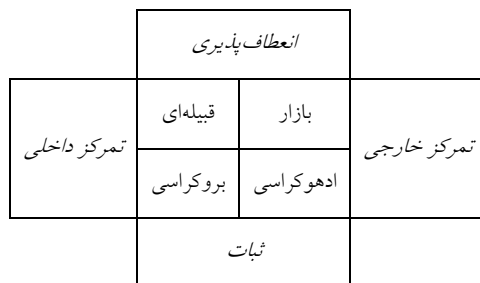 انعطاف‌پذیری
بازار
قبیله‌ای
تمرکز خارجی
تمرکز داخلی
ادهوکراسی
بروکراسی
ثبات